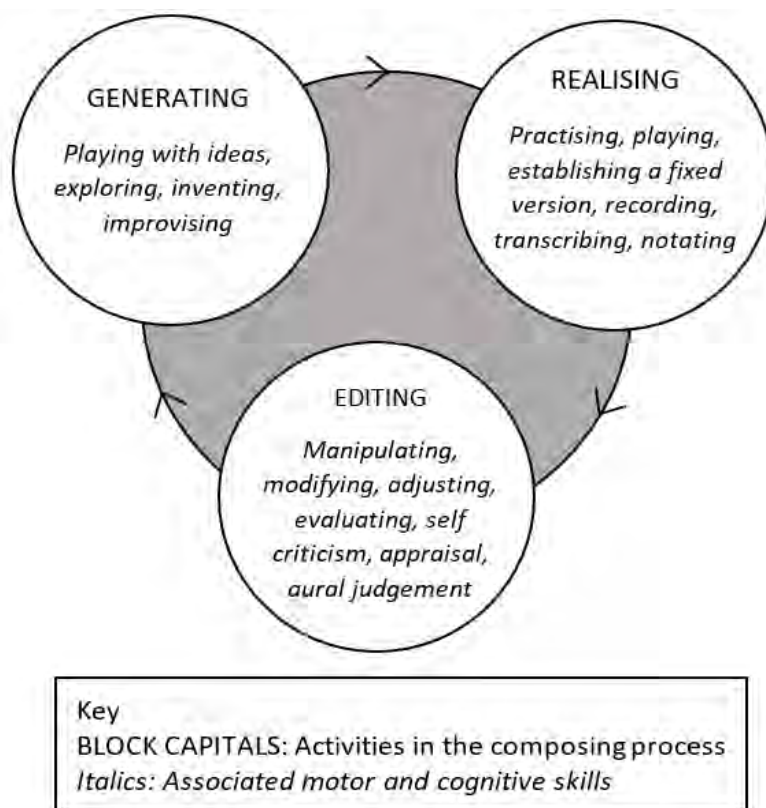 GENERATING
Playing with ideas,
exploring, inventing,
improvising
REALISING
Practising, playing,
establishing a fixed
version, recording,
transcribing, notating
EDITING
Manipulating,
modifying, adjusting,
evaluating, self
criticism, appraisal,
aural judgement
Key
BLOCK CAPITALS: Activities in the composing process
Italics: Associated motor and cognitive skills